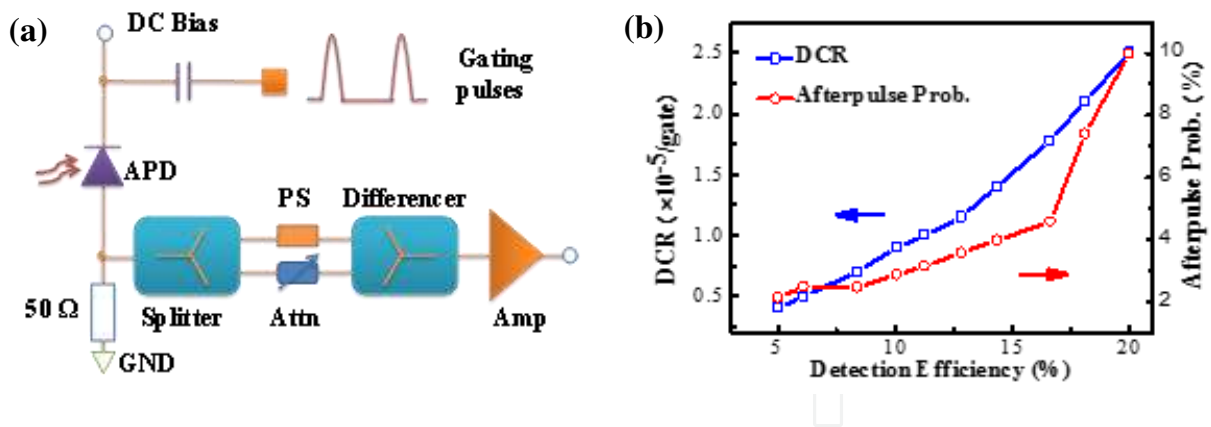 (a)
DC Bias
Gating
pulses
APD
PS
Differencer
50 Ω
Splitter
Attn
Amp
GND
(b)
DCR
Afterpulse Prob.
DCR ( ×10⁻⁵/gate)
2.5
2.0
1.5
1.0
0.5
Afterpulse Prob. (%)
10
8
6
4
2
5
10
15
20
Detection Efficiency (%)